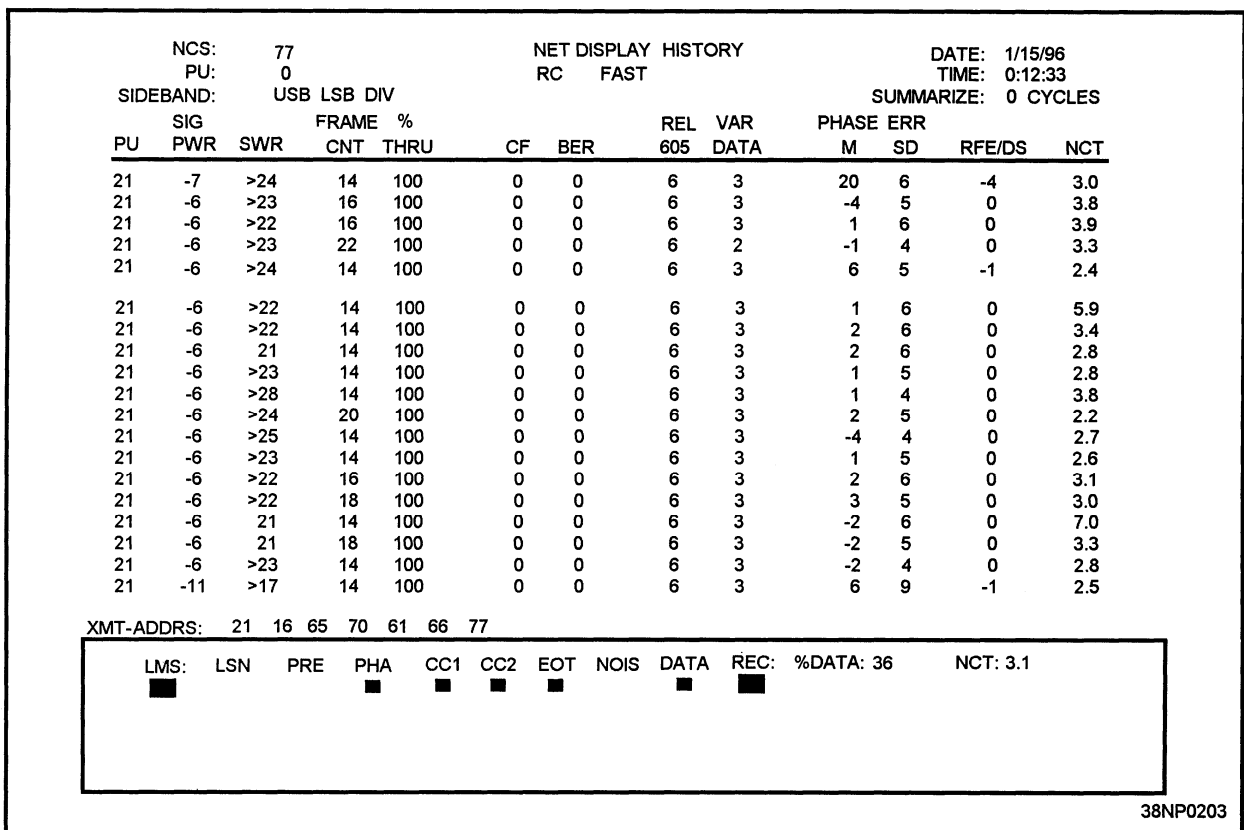 NCS: 77 NET DISPLAY HISTORY DATE: 1/15/96
PU: 0 RC FAST TIME: 0:12:33
SIDEBAND: USB LSB DIV SUMMARIZE: 0 CYCLES
SIG FRAME % REL VAR PHASE ERR
PU PWR SWR CNT THRU CF BER 605 DATA M SD RFE/DS NCT
21 -7 >24 14 100 0 0 6 3 20 6 -4 3.0
21 -6 >23 16 100 0 0 6 3 -4 5 0 3.8
21 -6 >22 16 100 0 0 6 3 1 6 0 3.9
21 -6 >23 22 100 0 0 6 2 -1 4 0 3.3
21 -6 >24 14 100 0 0 6 3 6 5 -1 2.4
21 -6 >22 14 100 0 0 6 3 1 6 0 5.9
21 -6 >22 14 100 0 0 6 3 2 6 0 3.4
21 -6 21 14 100 0 0 6 3 2 6 0 2.8
21 -6 >23 14 100 0 0 6 3 1 5 0 2.8
21 -6 >28 14 100 0 0 6 3 1 4 0 3.8
21 -6 >24 20 100 0 0 6 3 2 5 0 2.2
21 -6 >25 14 100 0 0 6 3 -4 4 0 2.7
21 -6 >23 14 100 0 0 6 3 1 5 0 2.6
21 -6 >22 16 100 0 0 6 3 2 6 0 3.1
21 -6 >22 18 100 0 0 6 3 3 5 0 3.0
21 -6 21 14 100 0 0 6 3 -2 6 0 7.0
21 -6 21 18 100 0 0 6 3 -2 5 0 3.3
21 -6 >23 14 100 0 0 6 3 -2 4 0 2.8
21 -11 >17 14 100 0 0 6 3 6 9 -1 2.5
XMT-ADDRS: 21 16 65 70 61 66 77
LMS: LSN PRE PHA CC1 CC2 EOT NOIS DATA REC: %DATA: 36 NCT: 3.1
38NP0203